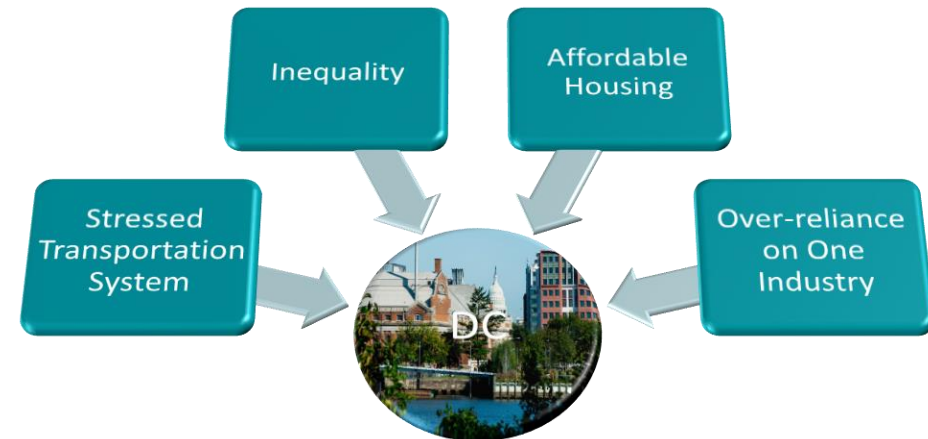 Inequality
Affordable
Housing
Stressed
Transportation
System
Over-reliance
on One
Industry
DC